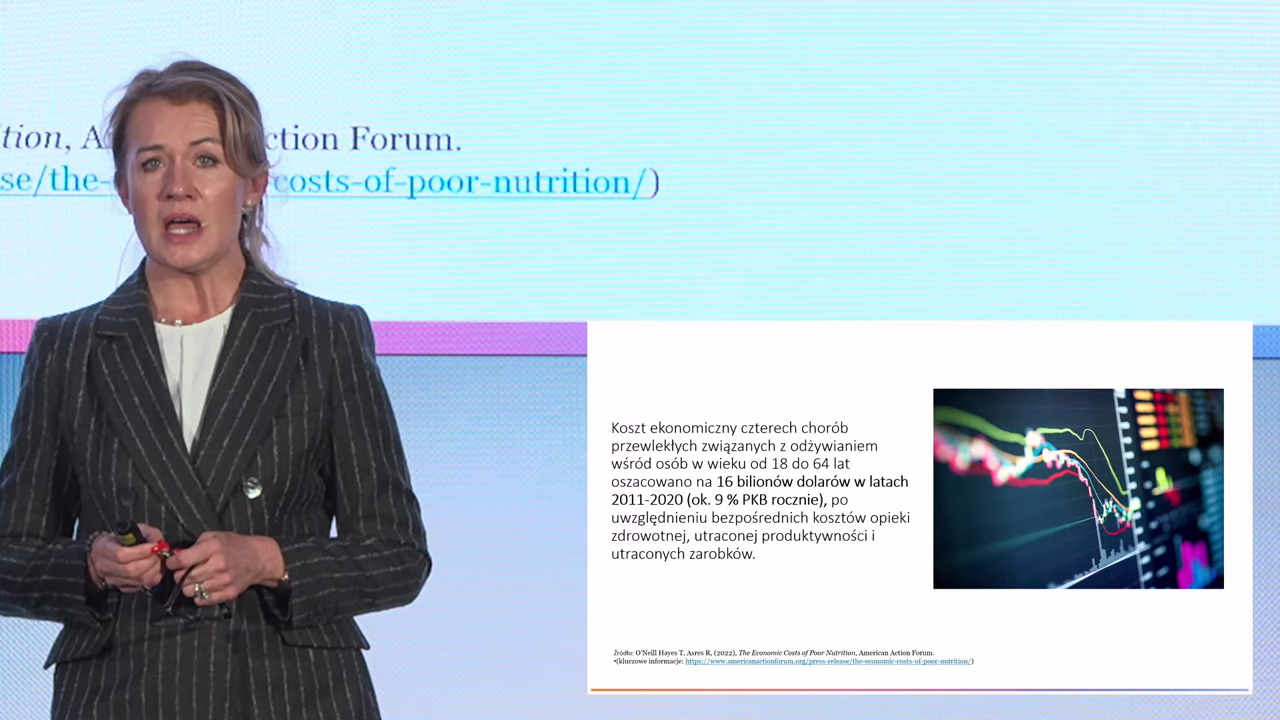 tion, A ction Forum.
se/the- costs-of-poor-nutrition/)
Koszt ekonomiczny czterech chorób
przewlekłych związanych z odżywianiem
wśród osób w wieku od 18 do 64 lat
oszacowano na 16 bilionów dolarów w latach
2011-2020 (ok. 9 % PKB rocznie), po
uwzględnieniu bezpośrednich kosztów opieki
zdrowotnej, utraconej produktywności i
utraconych zarobków.
Źródło: O'Neill Hayes T, Asres R, (2022), The Economic Costs of Poor Nutrition, American Action Forum.
•(kluczowe informacje: https://www.americanactionforum.org/press-release/the-economic-costs-of-poor-nutrition/)